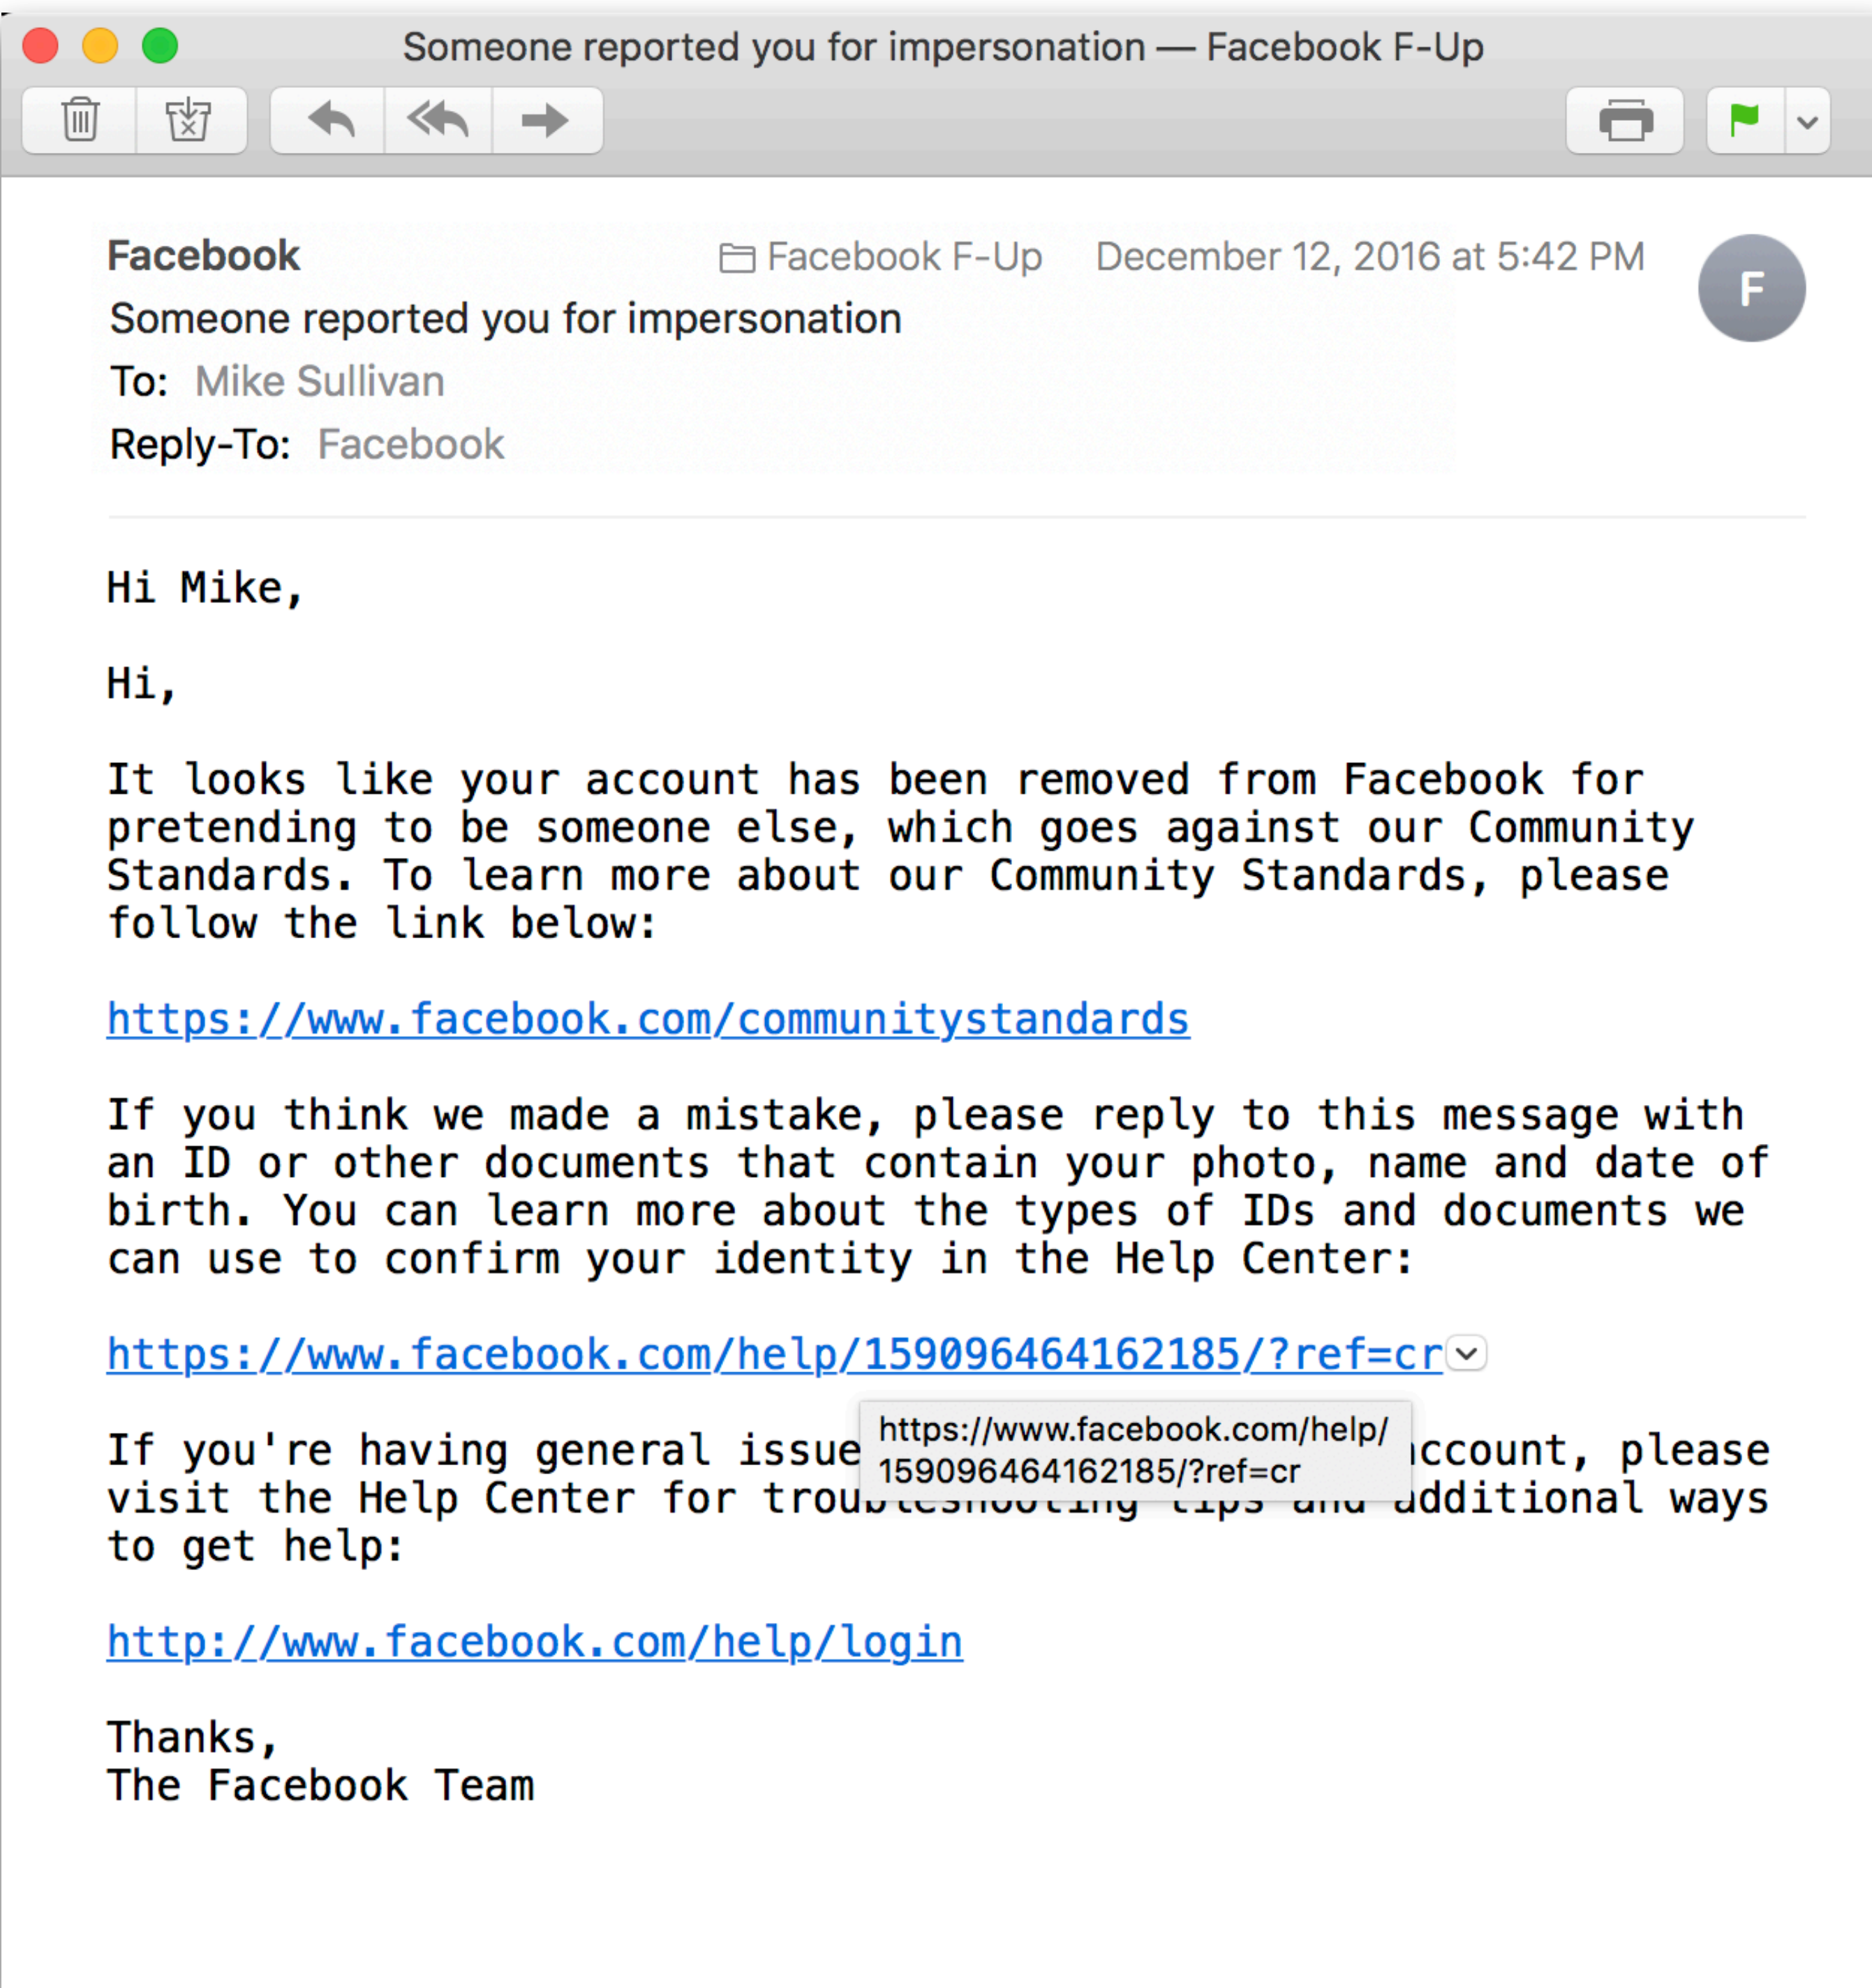 Someone reported you for impersonation — Facebook F-Up
Facebook
Facebook F-Up
December 12, 2016 at 5:42 PM
F
Someone reported you for impersonation
To: Mike Sullivan
Reply-To: Facebook
Hi Mike,
Hi,
It looks like your account has been removed from Facebook for
pretending to be someone else, which goes against our Community
Standards. To learn more about our Community Standards, please
follow the link below:
https://www.facebook.com/communitystandards
If you think we made a mistake, please reply to this message with
an ID or other documents that contain your photo, name and date of
birth. You can learn more about the types of IDs and documents we
can use to confirm your identity in the Help Center:
https://www.facebook.com/help/159096464162185/?ref=cr
https://www.facebook.com/help/
159096464162185/?ref=cr
If you're having general issue ccount, please
visit the Help Center for troubleshooting tips and additional ways
to get help:
http://www.facebook.com/help/login
Thanks,
The Facebook Team